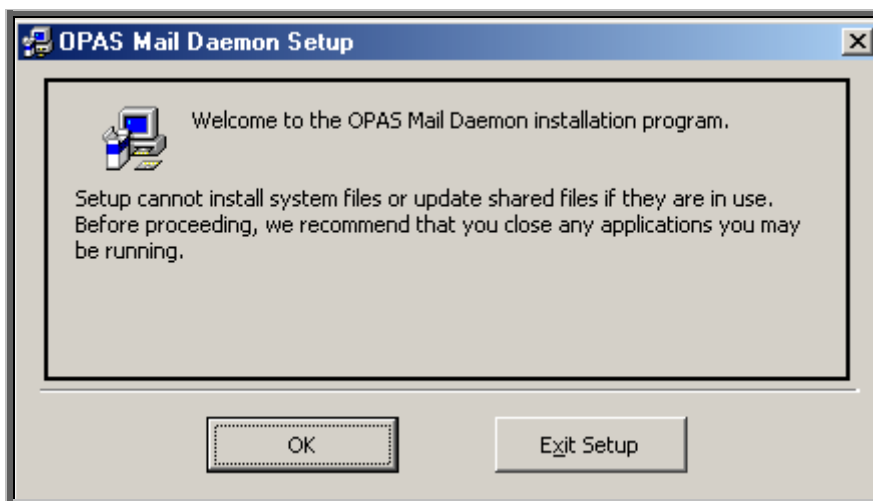 OPAS Mail Daemon Setup
Welcome to the OPAS Mail Daemon installation program.
Setup cannot install system files or update shared files if they are in use.
Before proceeding, we recommend that you close any applications you may
be running.
OK
Exit Setup